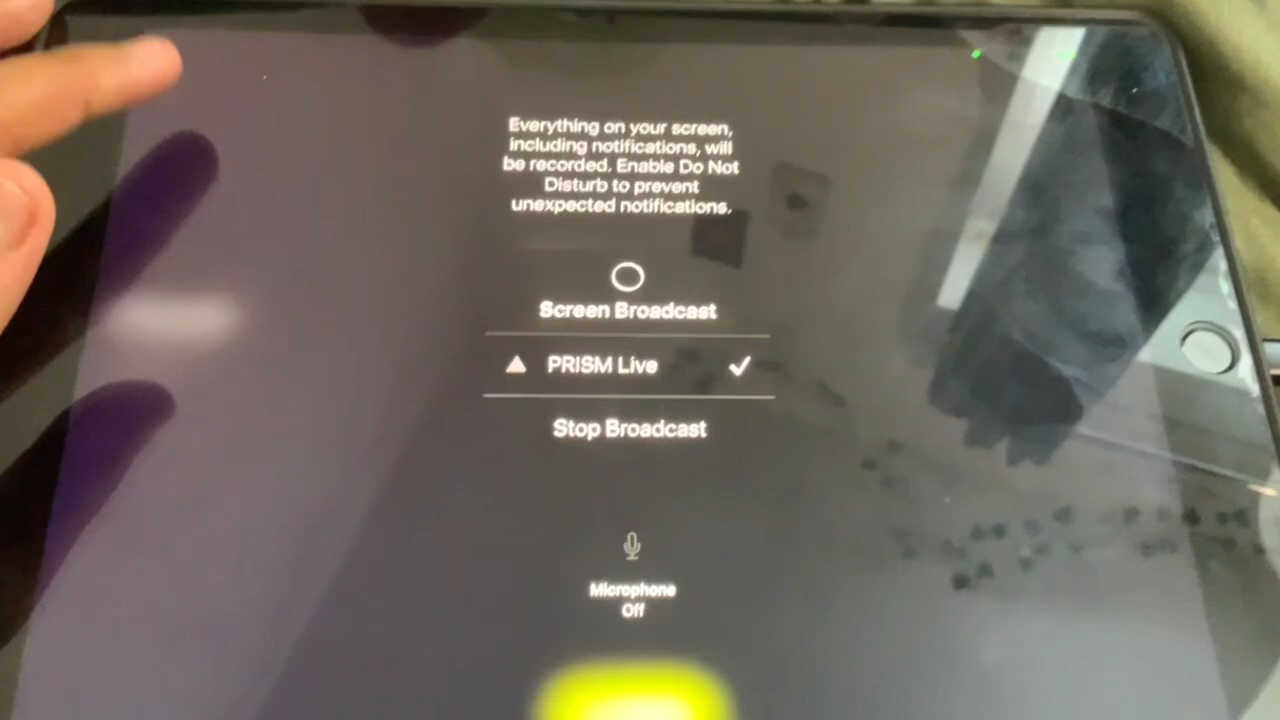 Everything on your screen,
including notifications, will
be recorded. Enable Do Not
Disturb to prevent
unexpected notifications.
Screen Broadcast
PRISM Live
Stop Broadcast
Microphone
Off